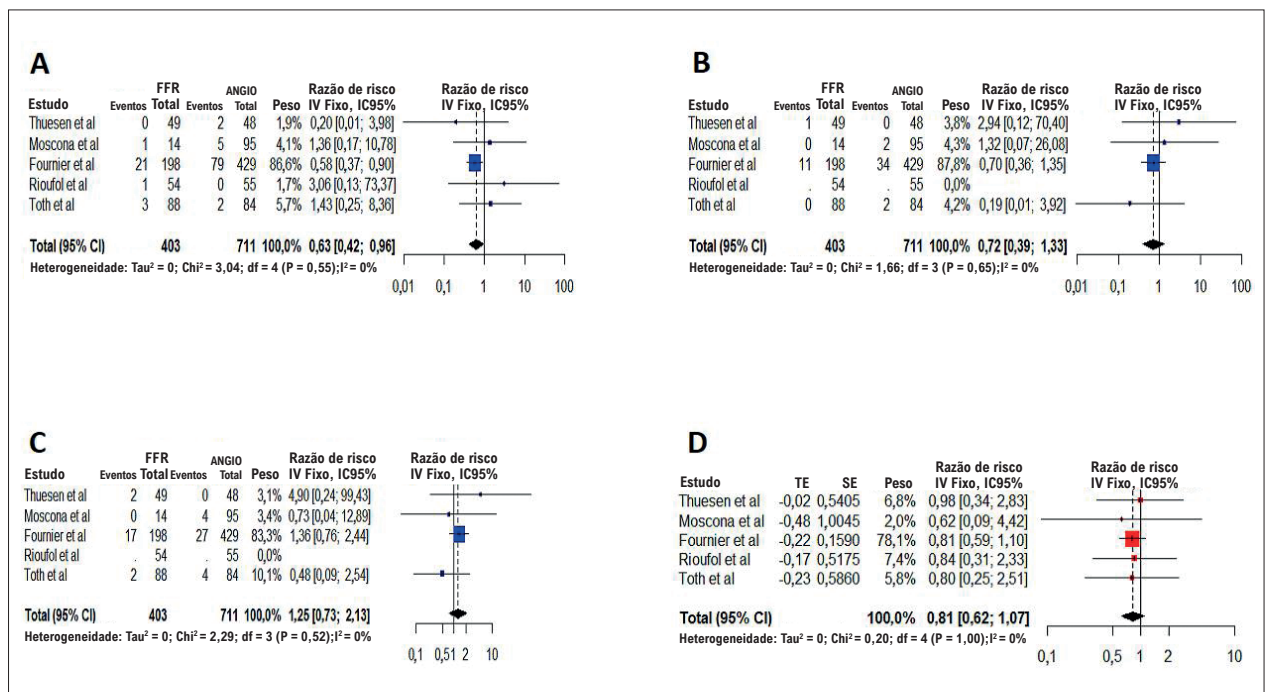 A
FFR ANGIO Razão de risco Razão de risco
Estudo Eventos Total Eventos Total Peso IV Fixo, IC95% IV Fixo, IC95%
Thuesen et al 0 49 2 48 1,9% 0,20 [0,01; 3,98]
Moscona et al 1 14 5 95 4,1% 1,36 [0,17; 10,78]
Fournier et al 21 198 79 429 86,6% 0,58 [0,37; 0,90]
Rioufol et al 1 54 0 55 1,7% 3,06 [0,13; 73,37]
Toth et al 3 88 2 84 5,7% 1,43 [0,25; 8,36]
Total (95% CI) 403 711 100,0% 0,63 [0,42; 0,96]
Heterogeneidade: Tau² = 0; Chi² = 3,04; df = 4 (P = 0,55);I² = 0%
0,01 0,1 1 10 100
B
FFR ANGIO Razão de risco Razão de risco
Estudo Eventos Total Eventos Total Peso IV Fixo, IC95% IV Fixo, IC95%
Thuesen et al 1 49 0 48 3,8% 2,94 [0,12; 70,40]
Moscona et al 0 14 2 95 4,3% 1,32 [0,07; 26,08]
Fournier et al 11 198 34 429 87,8% 0,70 [0,36; 1,35]
Rioufol et al . 54 . 55 0,0%
Toth et al 0 88 2 84 4,2% 0,19 [0,01; 3,92]
Total (95% CI) 403 711 100,0% 0,72 [0,39; 1,33]
Heterogeneidade: Tau² = 0; Chi² = 1,66; df = 3 (P = 0,65);I² = 0%
0,01 0,1 1 10 100
C
FFR ANGIO Razão de risco Razão de risco
Estudo Eventos Total Eventos Total Peso IV Fixo, IC95% IV Fixo, IC95%
Thuesen et al 2 49 0 48 3,1% 4,90 [0,24; 99,43]
Moscona et al 0 14 4 95 3,4% 0,73 [0,04; 12,89]
Fournier et al 17 198 27 429 83,3% 1,36 [0,76; 2,44]
Rioufol et al . 54 . 55 0,0%
Toth et al 2 88 4 84 10,1% 0,48 [0,09; 2,54]
Total (95% CI) 403 711 100,0% 1,25 [0,73; 2,13]
Heterogeneidade: Tau² = 0; Chi² = 2,29; df = 3 (P = 0,52);I² = 0%
0,1 0,51 2 10
D
Razão de risco Razão de risco
Estudo TE SE Peso IV Fixo, IC95% IV Fixo, IC95%
Thuesen et al -0,02 0,5405 6,8% 0,98 [0,34; 2,83]
Moscona et al -0,48 1,0045 2,0% 0,62 [0,09; 4,42]
Fournier et al -0,22 0,1590 78,1% 0,81 [0,59; 1,10]
Rioufol et al -0,17 0,5175 7,4% 0,84 [0,31; 2,33]
Toth et al -0,23 0,5860 5,8% 0,80 [0,25; 2,51]
Total (95% CI) 100,0% 0,81 [0,62; 1,07]
Heterogeneidade: Tau² = 0; Chi² = 0,20; df = 4 (P = 1,00);I² = 0%
0,1 0,5 1 2 10